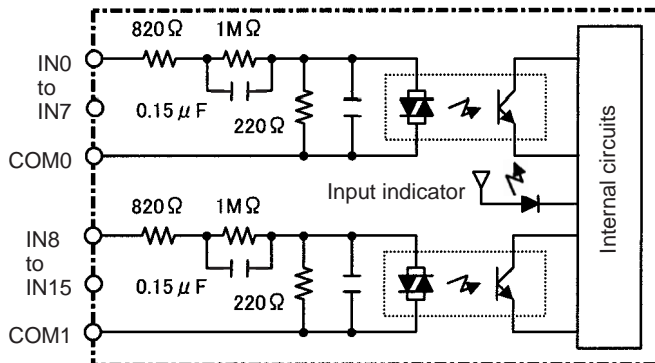 820Ω 1MΩ
IN0
to
IN7
0.15μF
220Ω
COM0
Input indicator
Internal circuits
820Ω 1MΩ
IN8
to
IN15
0.15μF
220Ω
COM1